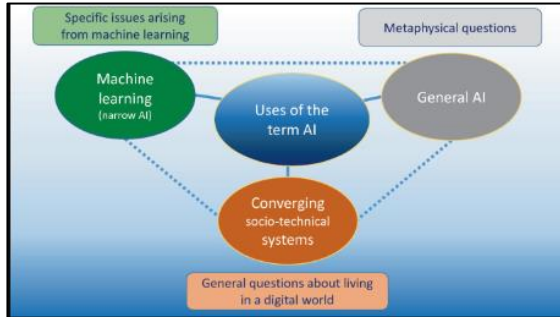 Specific issues arising
from machine learning
Metaphysical questions
Machine
learning
(narrow AI)
Uses of the
term AI
General AI
Converging
socio-technical
systems
General questions about living
in a digital world